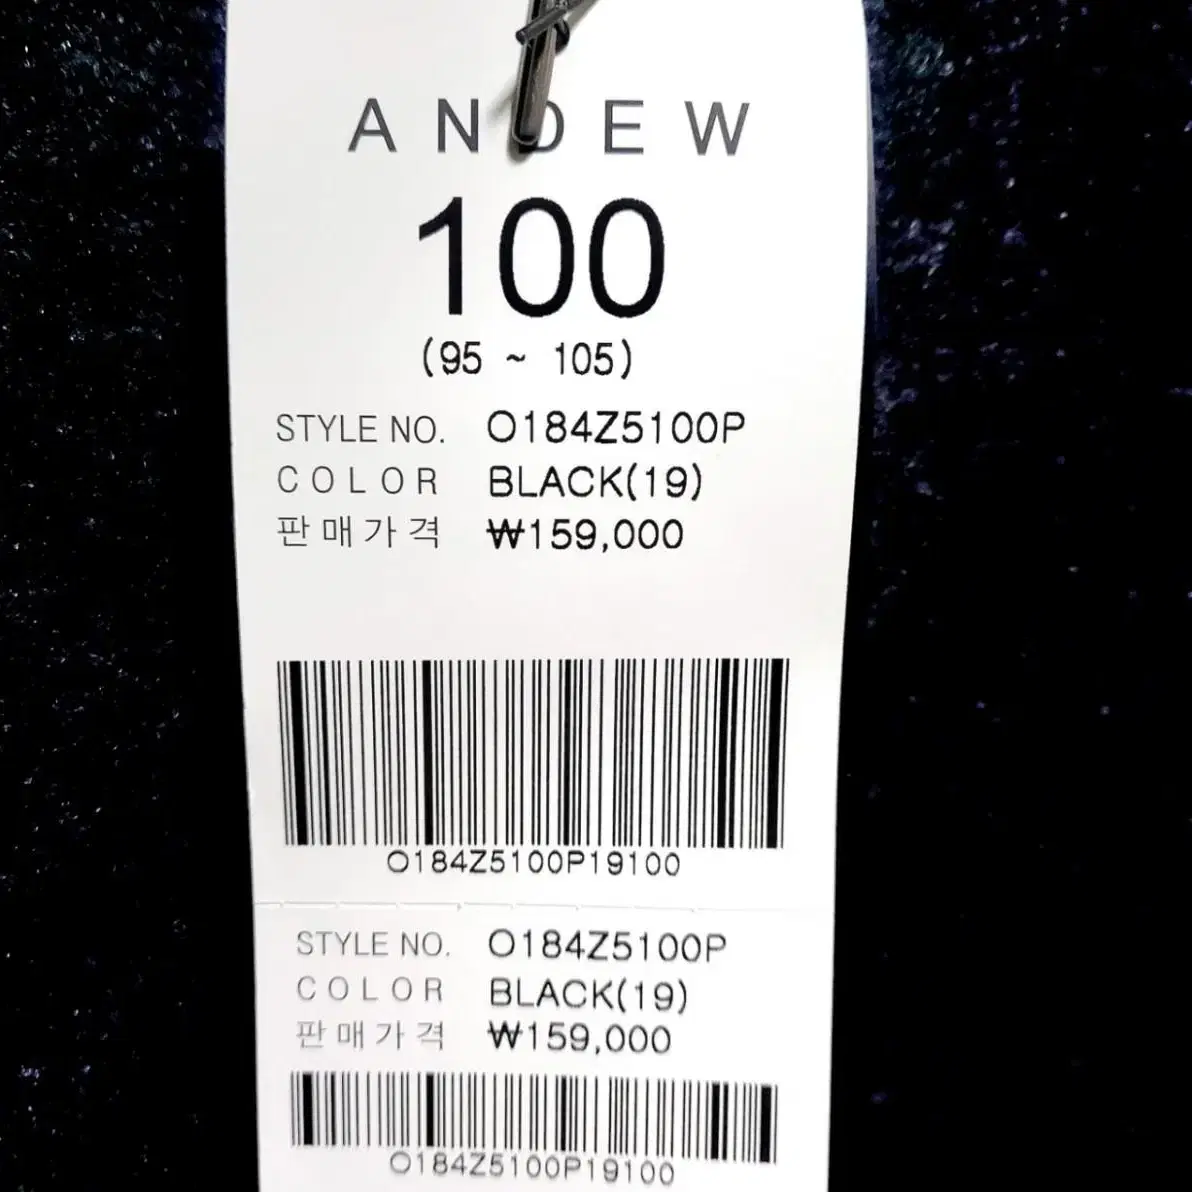 ANDEW
100
(95 ~ 105)
STYLE NO. O184Z5100P
COLOR BLACK(19)
판매가격 ₩159,000
O184Z5100P19100
STYLE NO. O184Z5100P
COLOR BLACK(19)
판매가격 ₩159,000
O184Z5100P19100